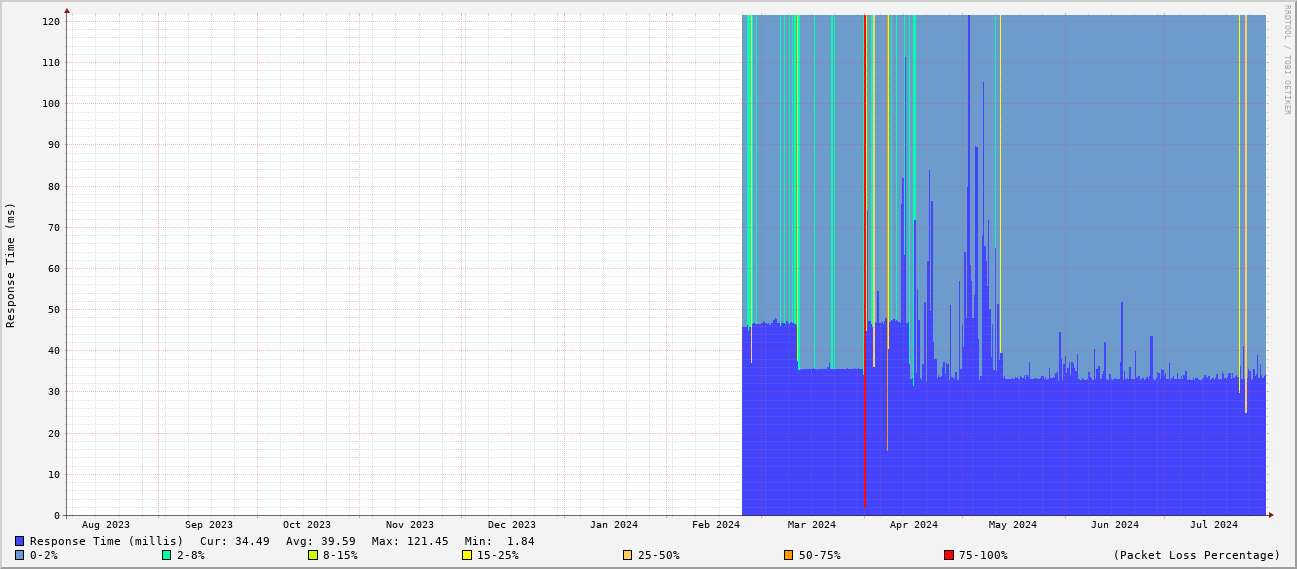 RRDTOOL / TOBI OETIKER
Response Time (ms)
120
110
100
90
80
70
60
50
40
30
20
10
0
Aug 2023 Sep 2023 Oct 2023 Nov 2023 Dec 2023 Jan 2024 Feb 2024 Mar 2024 Apr 2024 May 2024 Jun 2024 Jul 2024
Response Time (millis) Cur: 34.49 Avg: 39.59 Max: 121.45 Min: 1.84
0-2% 2-8% 8-15% 15-25% 25-50% 50-75% 75-100% (Packet Loss Percentage)